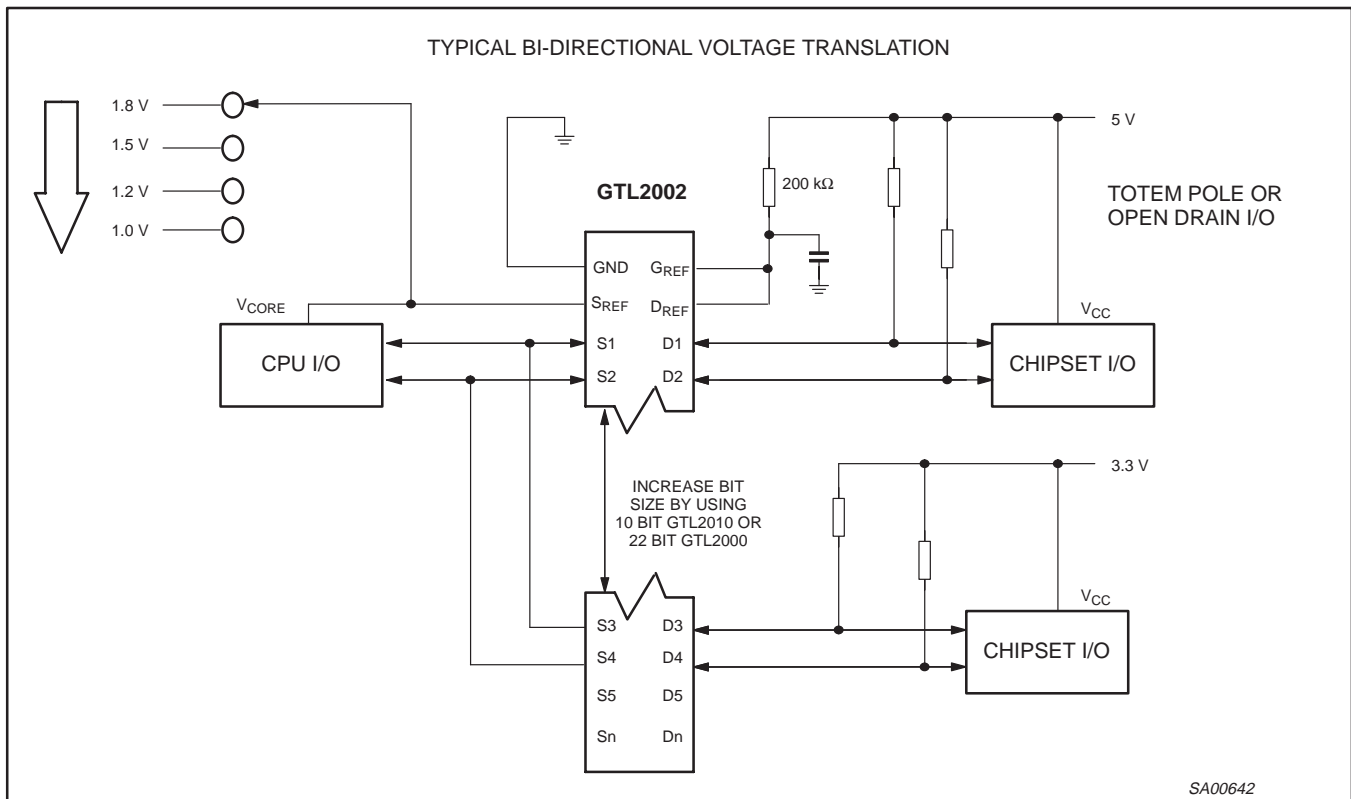 TYPICAL BI-DIRECTIONAL VOLTAGE TRANSLATION
1.8 V
1.5 V
1.2 V
1.0 V
5 V
200 kΩ
GTL2002
TOTEM POLE OR
OPEN DRAIN I/O
GND
GREF
SREF
DREF
VCORE
VCC
CPU I/O
S1
D1
S2
D2
CHIPSET I/O
3.3 V
INCREASE BIT
SIZE BY USING
10 BIT GTL2010 OR
22 BIT GTL2000
VCC
S3
D3
S4
D4
CHIPSET I/O
S5
D5
Sn
Dn
SA00642